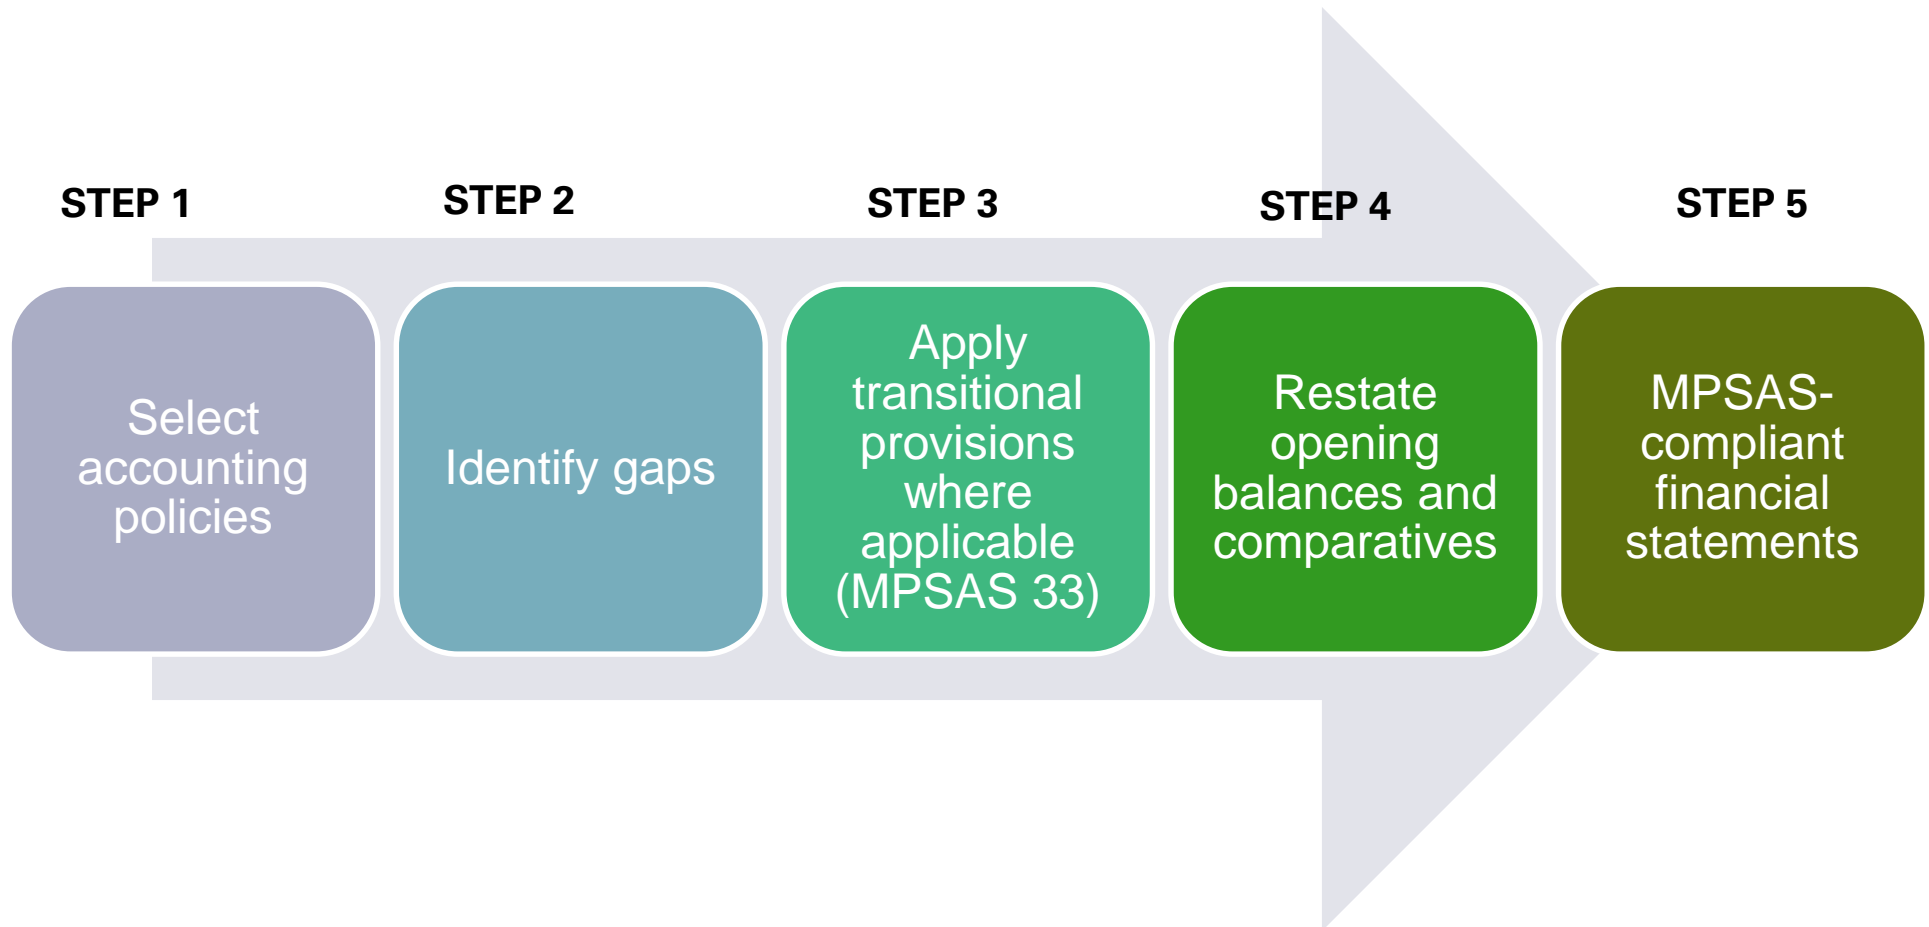 STEP 1
Select
accounting
policies
STEP 2
Identify gaps
STEP 3
Apply
transitional
provisions
where
applicable
(MPSAS 33)
STEP 4
Restate
opening
balances and
comparatives
STEP 5
MPSAS-
compliant
financial
statements